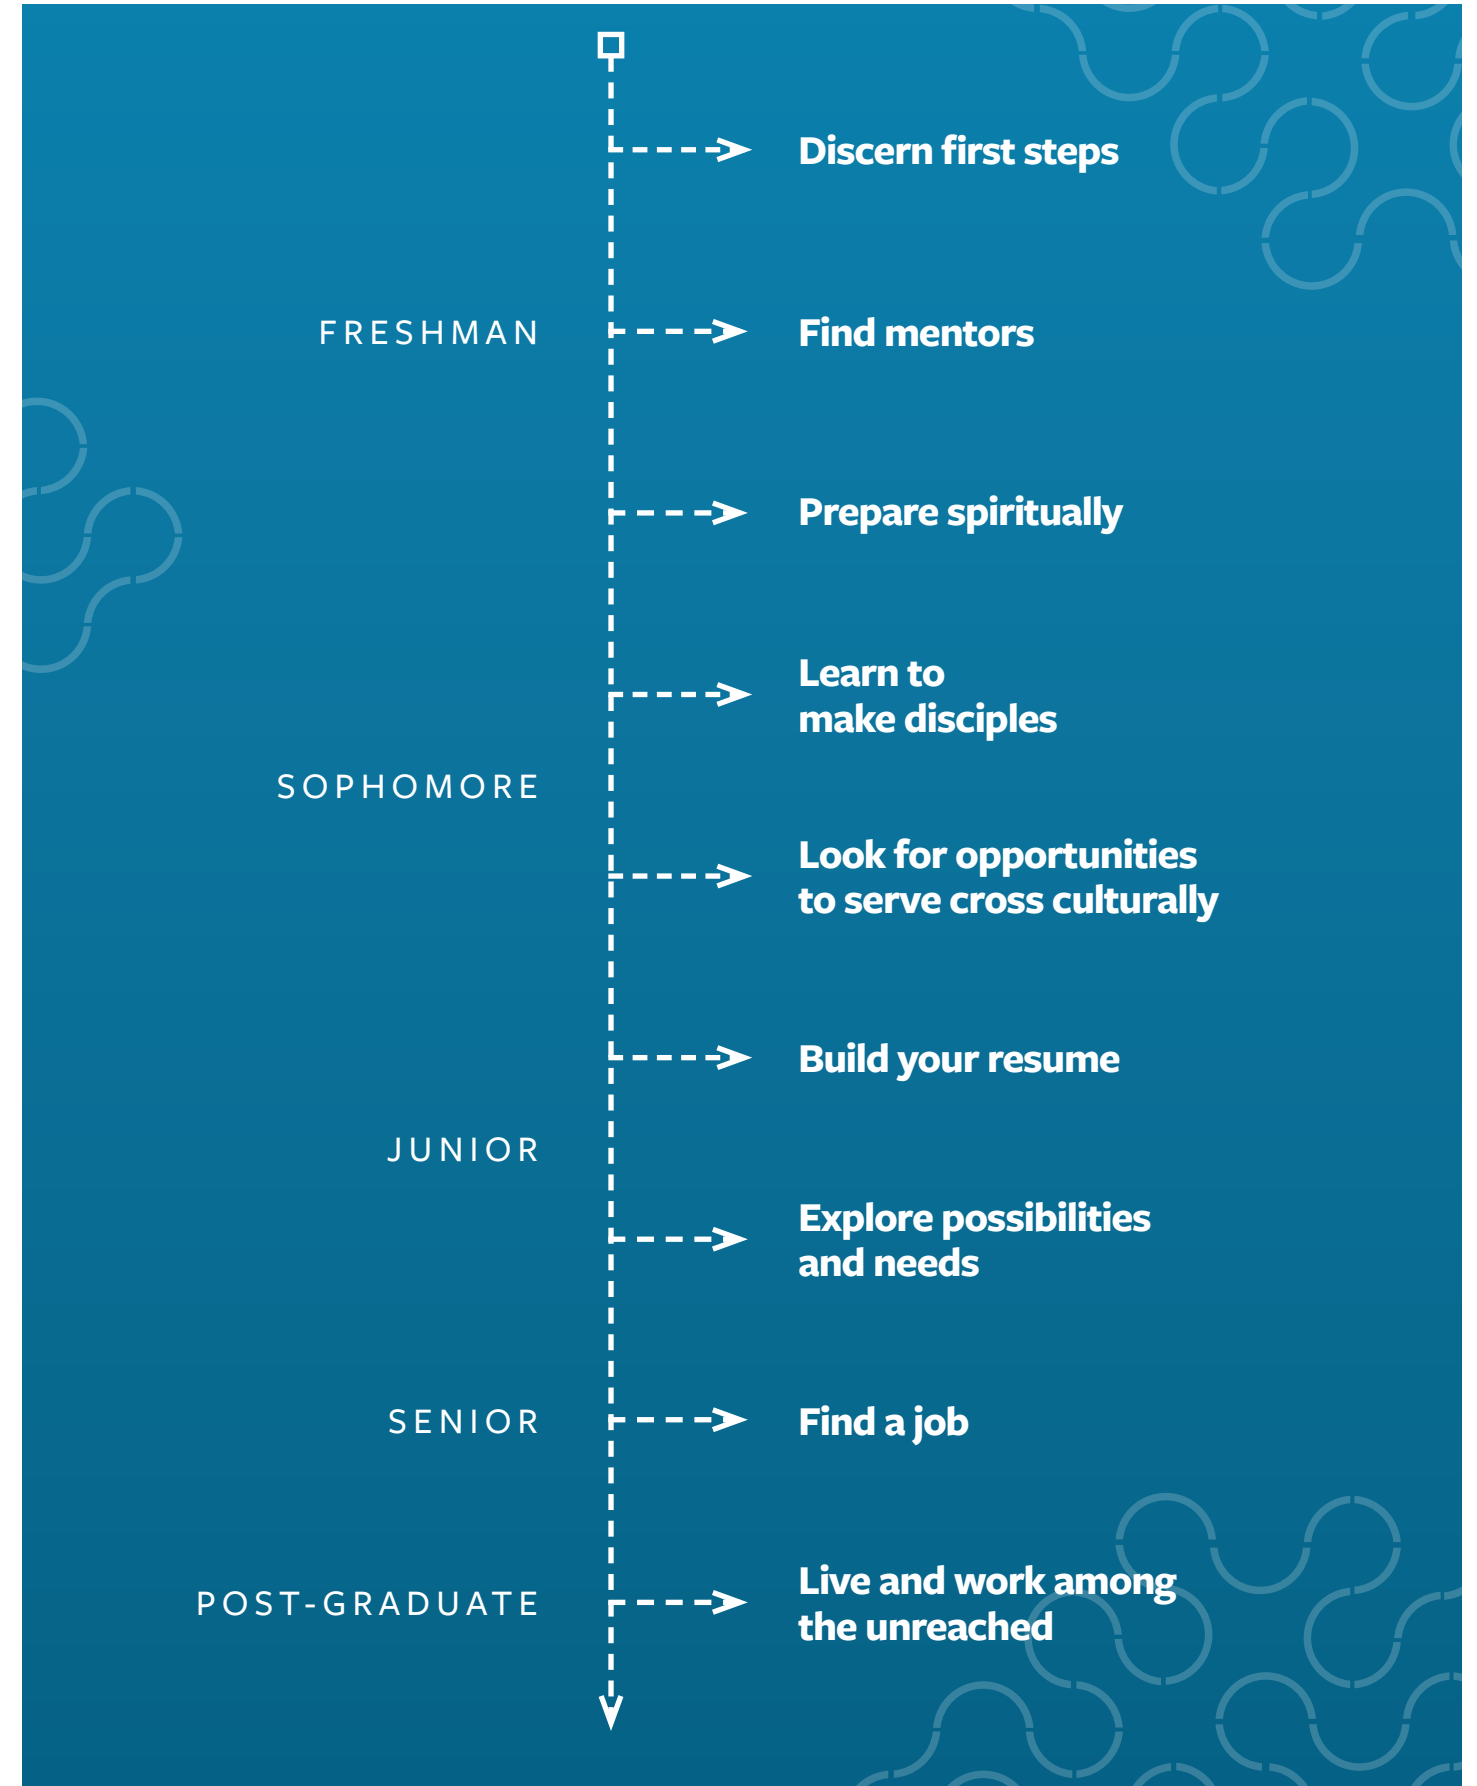 Discern first steps
FRESHMAN
Find mentors
Prepare spiritually
Learn to
make disciples
SOPHOMORE
Look for opportunities
to serve cross culturally
Build your resume
JUNIOR
Explore possibilities
and needs
SENIOR
Find a job
POST-GRADUATE
Live and work among
the unreached